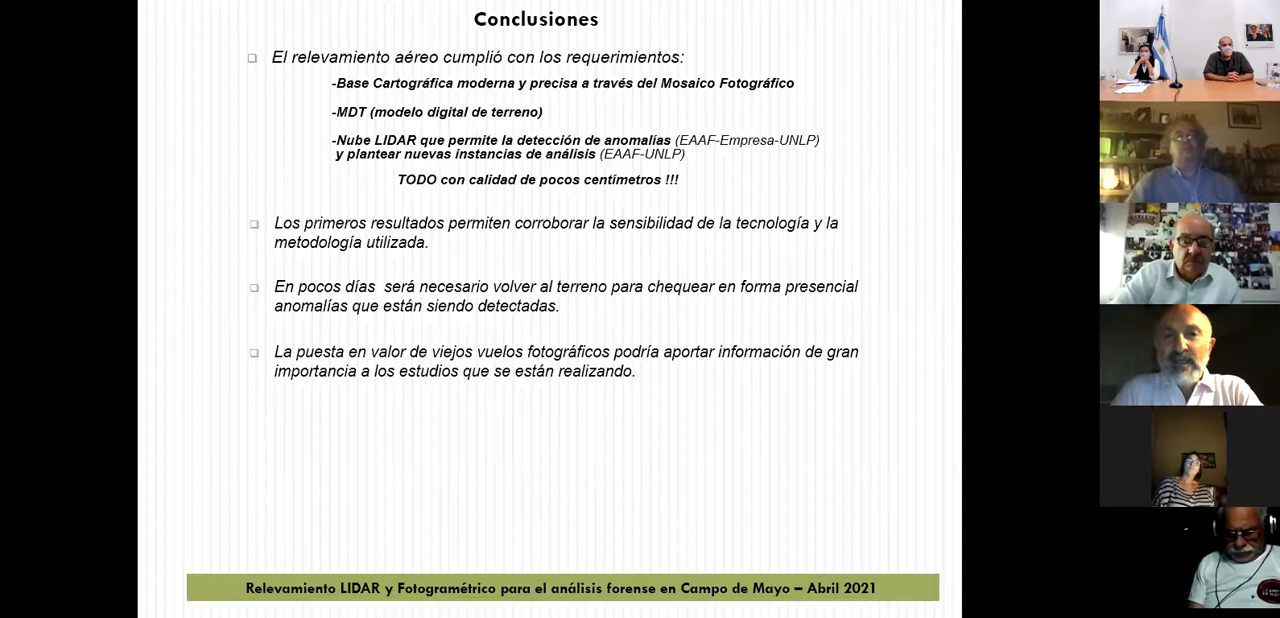 Conclusiones
El relevamiento aéreo cumplió con los requerimientos:
-Base Cartográfica moderna y precisa a través del Mosaico Fotográfico
-MDT (modelo digital de terreno)
-Nube LIDAR que permite la detección de anomalías (EAAF-Empresa-UNLP)
y plantear nuevas instancias de análisis (EAAF-UNLP)
TODO con calidad de pocos centímetros !!!
Los primeros resultados permiten corroborar la sensibilidad de la tecnología y la
metodología utilizada.
En pocos días será necesario volver al terreno para chequear en forma presencial
anomalías que están siendo detectadas.
La puesta en valor de viejos vuelos fotográficos podría aportar información de gran
importancia a los estudios que se están realizando.
Relevamiento LIDAR y Fotogramétrico para el análisis forense en Campo de Mayo – Abril 2021